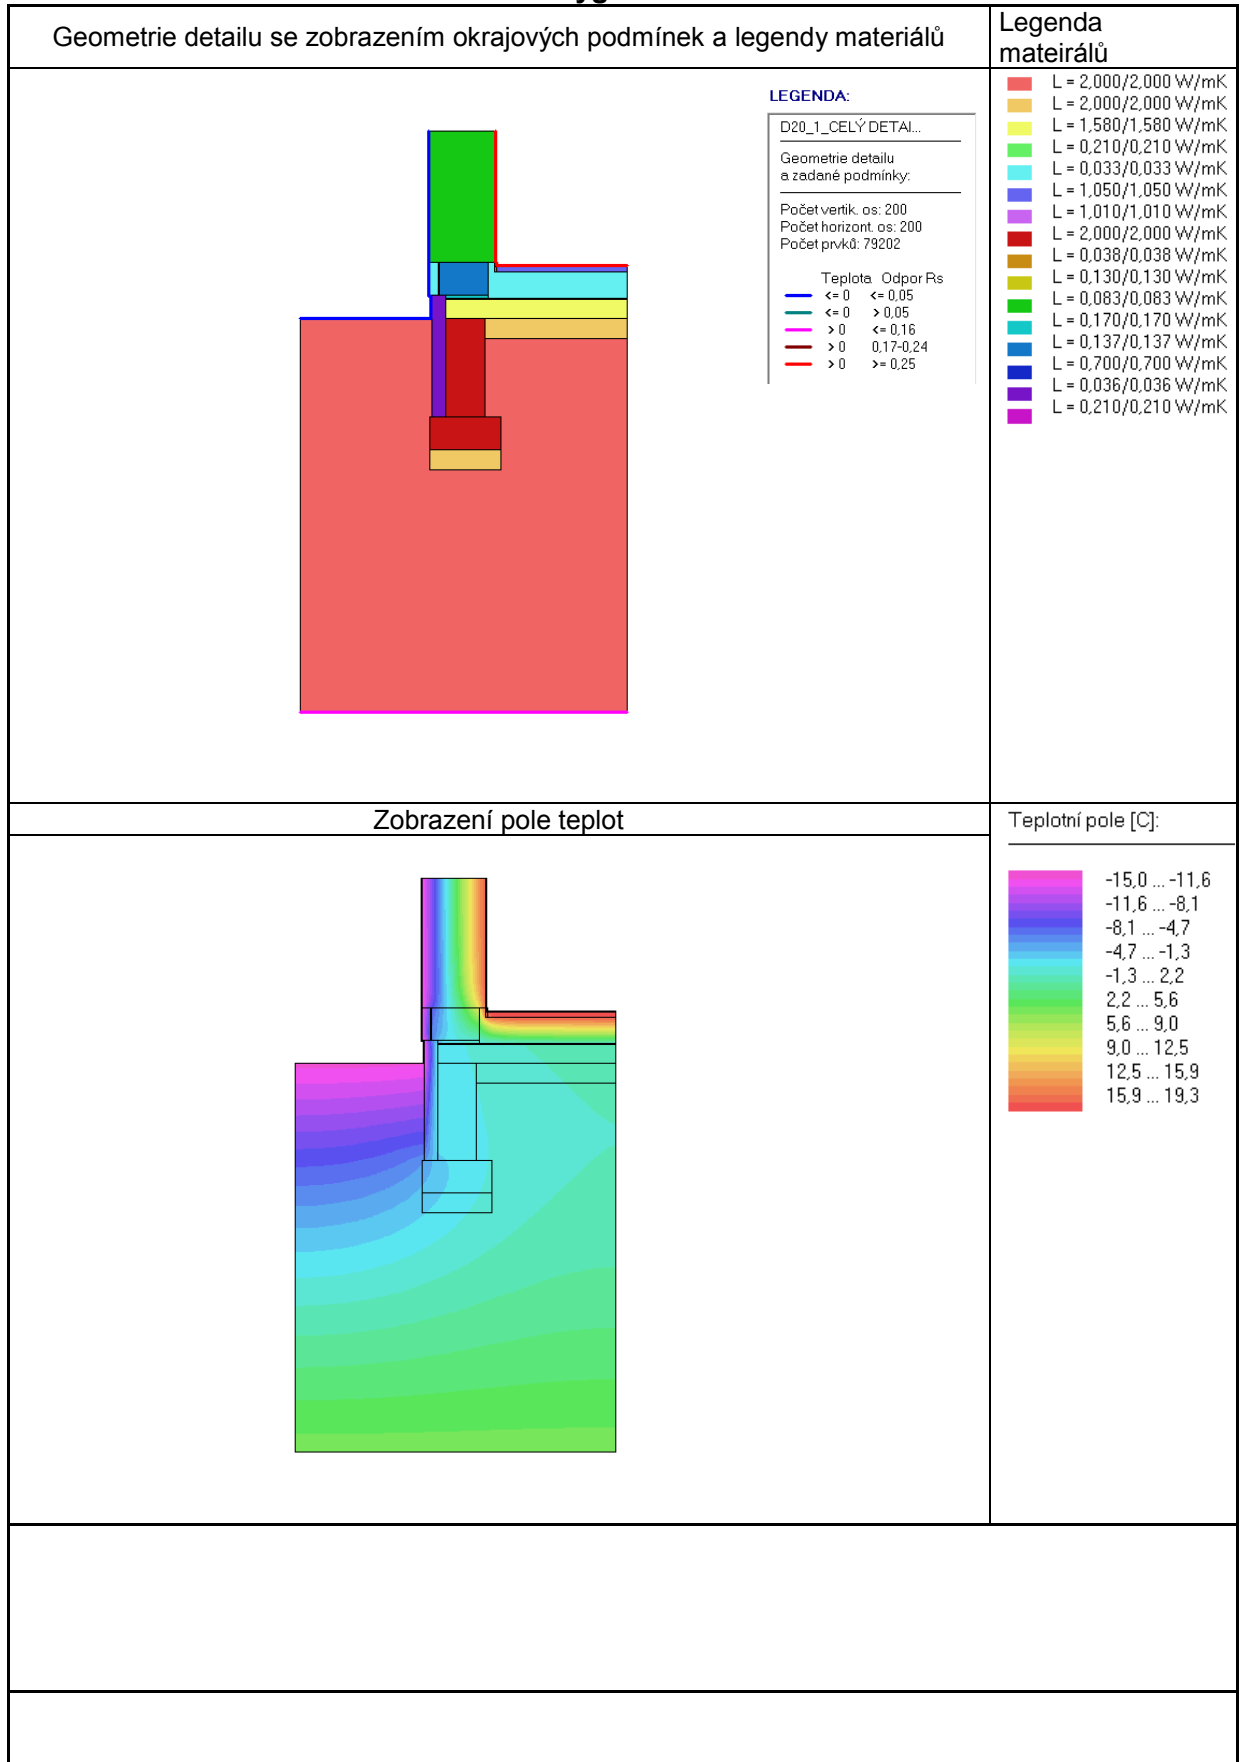 Geometrie detailu se zobrazením okrajových podmínek a legendy materiálů
Legenda
mateirálů
LEGENDA:
D20_1_CELÝ DETAI...
Geometrie detailu
a zadané podmínky:
Počet vertik. os: 200
Počet horizont. os: 200
Počet prvků: 79202
Teplota Odpor Rs
<= 0 <= 0,05
<= 0 > 0,05
> 0 <= 0,16
> 0 0,17-0,24
> 0 >= 0,25
L = 2,000/2,000 W/mK
L = 2,000/2,000 W/mK
L = 1,580/1,580 W/mK
L = 0,210/0,210 W/mK
L = 0,033/0,033 W/mK
L = 1,050/1,050 W/mK
L = 1,010/1,010 W/mK
L = 2,000/2,000 W/mK
L = 0,038/0,038 W/mK
L = 0,130/0,130 W/mK
L = 0,083/0,083 W/mK
L = 0,170/0,170 W/mK
L = 0,137/0,137 W/mK
L = 0,700/0,700 W/mK
L = 0,036/0,036 W/mK
L = 0,210/0,210 W/mK
Zobrazení pole teplot
Teplotní pole [C]:
-15,0 ... -11,6
-11,6 ... -8,1
-8,1 ... -4,7
-4,7 ... -1,3
-1,3 ... 2,2
2,2 ... 5,6
5,6 ... 9,0
9,0 ... 12,5
12,5 ... 15,9
15,9 ... 19,3